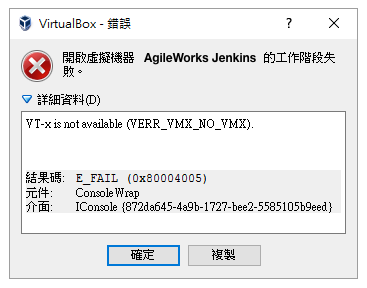 VirtualBox - 錯誤
開啟虛擬機器 AgileWorks Jenkins 的工作階段失
敗。
詳細資料(D)
VT-x is not available (VERR_VMX_NO_VMX).
結果碼: E_FAIL (0x80004005)
元件: ConsoleWrap
介面: IConsole {872da645-4a9b-1727-bee2-5585105b9eed}
確定 複製